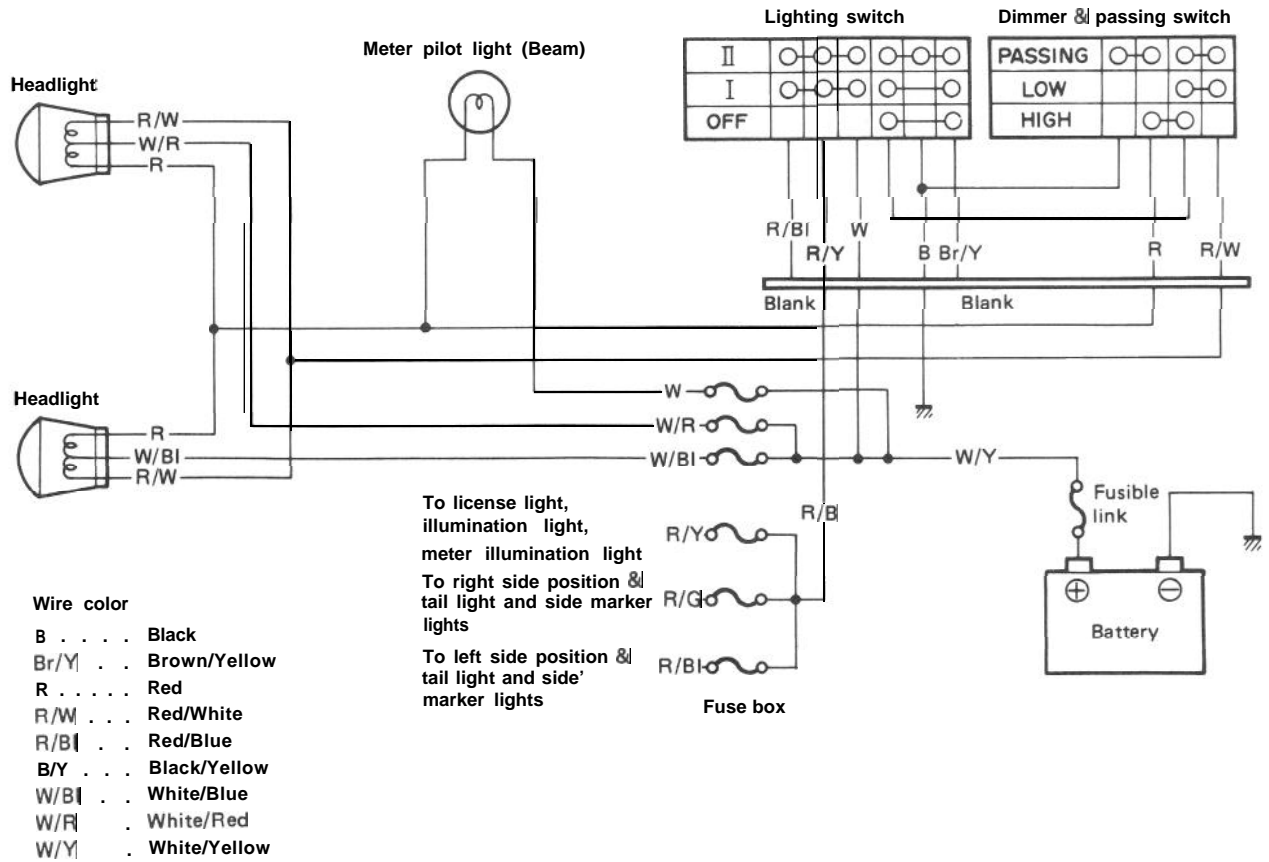 Lighting switch
Dimmer & passing switch
Meter pilot light (Beam)
Headlight
II
I
OFF
PASSING
LOW
HIGH
R/W
W/R
R
R/Bl
R/Y
W
B
Br/Y
R
R/W
Blank
Blank
Headlight
R
W/Bl
R/W
W
W/R
W/Bl
W/Y
Fusible
link
Battery
To license light,
illumination light,
meter illumination light
To right side position &
tail light and side marker
lights
To left side position &
tail light and side'
marker lights
R/Y
R/G
R/Bl
R/B
Fuse box
Wire color
B . . . . Black
Br/Y . . Brown/Yellow
R . . . . . Red
R/W . . . Red/White
R/Bl . . Red/Blue
B/Y . . . Black/Yellow
W/Bl . . White/Blue
W/R . White/Red
W/Y . White/Yellow